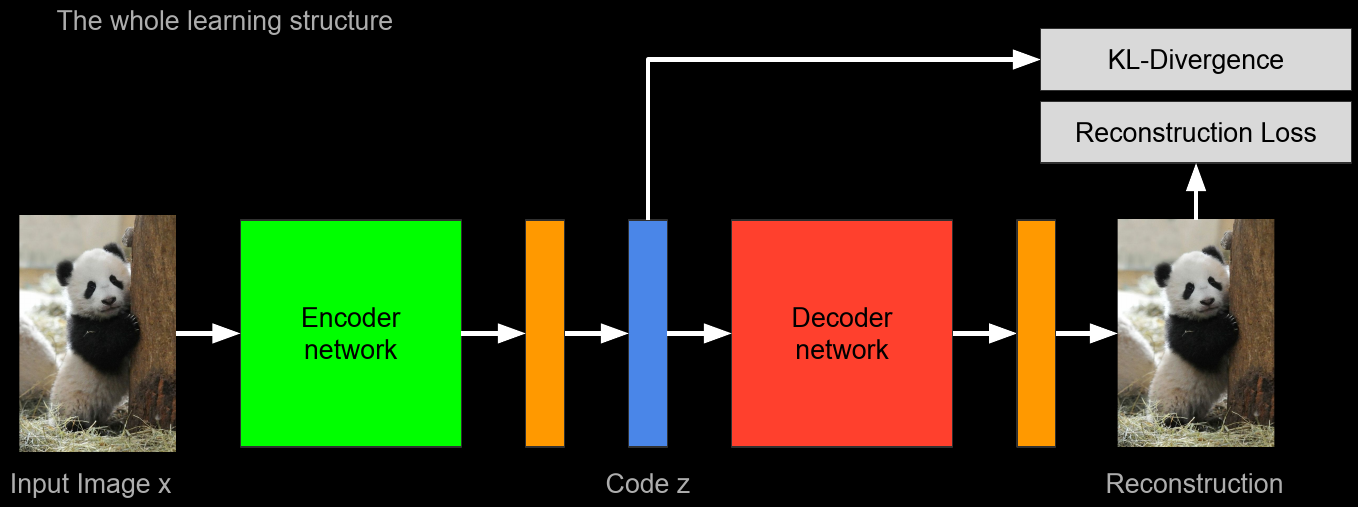 The whole learning structure
KL-Divergence
Reconstruction Loss
Encoder
network
Decoder
network
Input Image x
Code z
Reconstruction